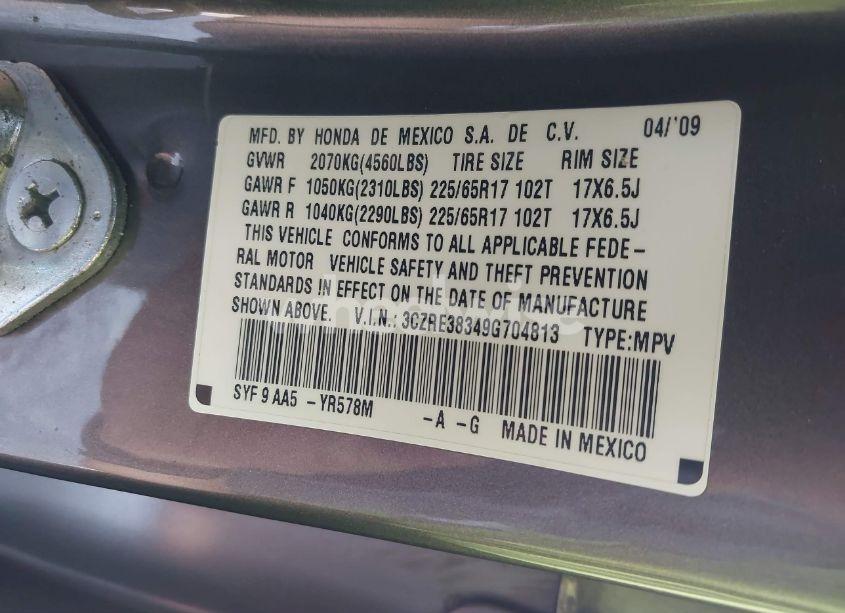 MFD. BY HONDA DE MEXICO S.A. DE C.V. 04/'09
GVWR 2070KG(4560LBS) TIRE SIZE RIM SIZE
GAWR F 1050KG(2310LBS) 225/65R17 102T 17X6.5J
GAWR R 1040KG(2290LBS) 225/65R17 102T 17X6.5J
THIS VEHICLE CONFORMS TO ALL APPLICABLE FEDE-
RAL MOTOR VEHICLE SAFETY AND THEFT PREVENTION
STANDARDS IN EFFECT ON THE DATE OF MANUFACTURE
SHOWN ABOVE. V.I.N.: 3CZRE38349G704813 TYPE:MPV
SYF 9 AA5 -YR578M -A -G MADE IN MEXICO